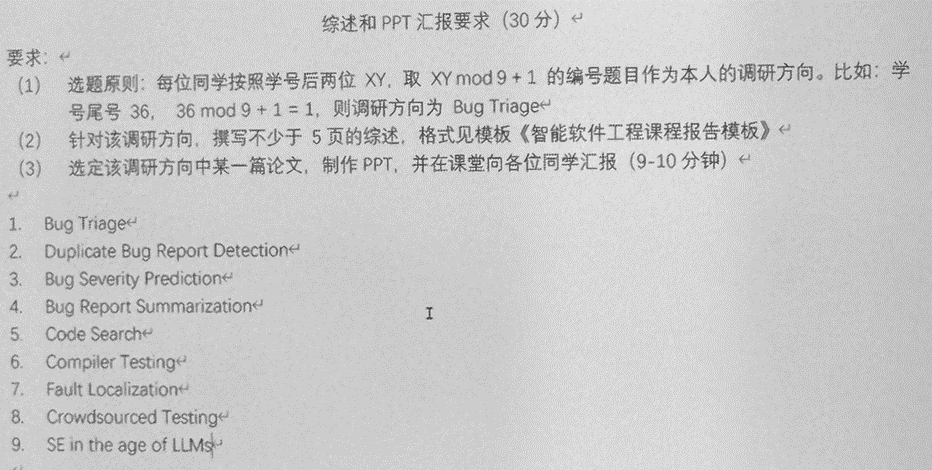 综述和 PPT 汇报要求（30 分）
要求：
(1) 选题原则：每位同学按照学号后两位 XY，取 XY mod 9 + 1 的编号题目作为本人的调研方向。比如：学
号尾号 36， 36 mod 9 + 1 = 1，则调研方向为 Bug Triage
(2) 针对该调研方向，撰写不少于 5 页的综述，格式见模板《智能软件工程课程报告模板》
(3) 选定该调研方向中某一篇论文，制作 PPT，并在课堂向各位同学汇报（9-10 分钟）
1. Bug Triage
2. Duplicate Bug Report Detection
3. Bug Severity Prediction
4. Bug Report Summarization
5. Code Search
6. Compiler Testing
7. Fault Localization
8. Crowdsourced Testing
9. SE in the age of LLMs